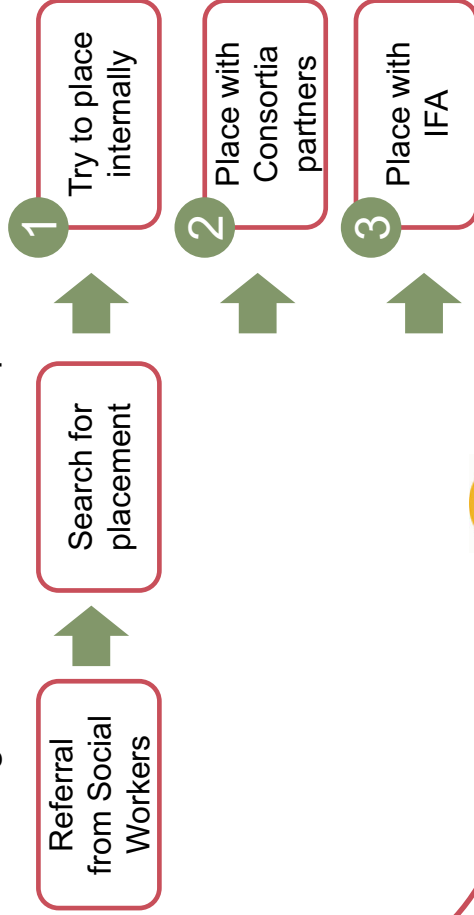 Referral
from Social
Workers
Search for
placement
1
Try to place
internally
2
Place with
Consortia
partners
3
Place with
IFA